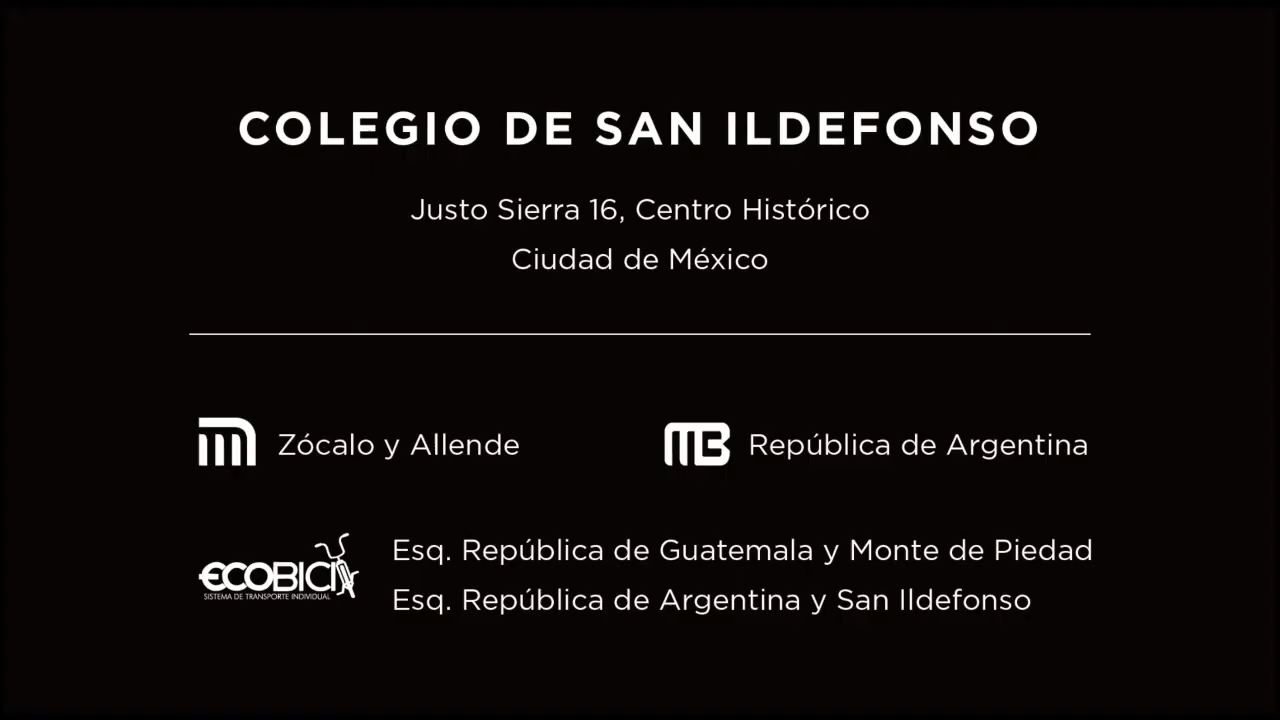 COLEGIO DE SAN ILDEFONSO
Justo Sierra 16, Centro Histórico
Ciudad de México
Zócalo y Allende
MB República de Argentina
Esq. República de Guatemala y Monte de Piedad
ECOBICI
SISTEMA DE TRANSPORTE INDIVIDUAL
Esq. República de Argentina y San Ildefonso